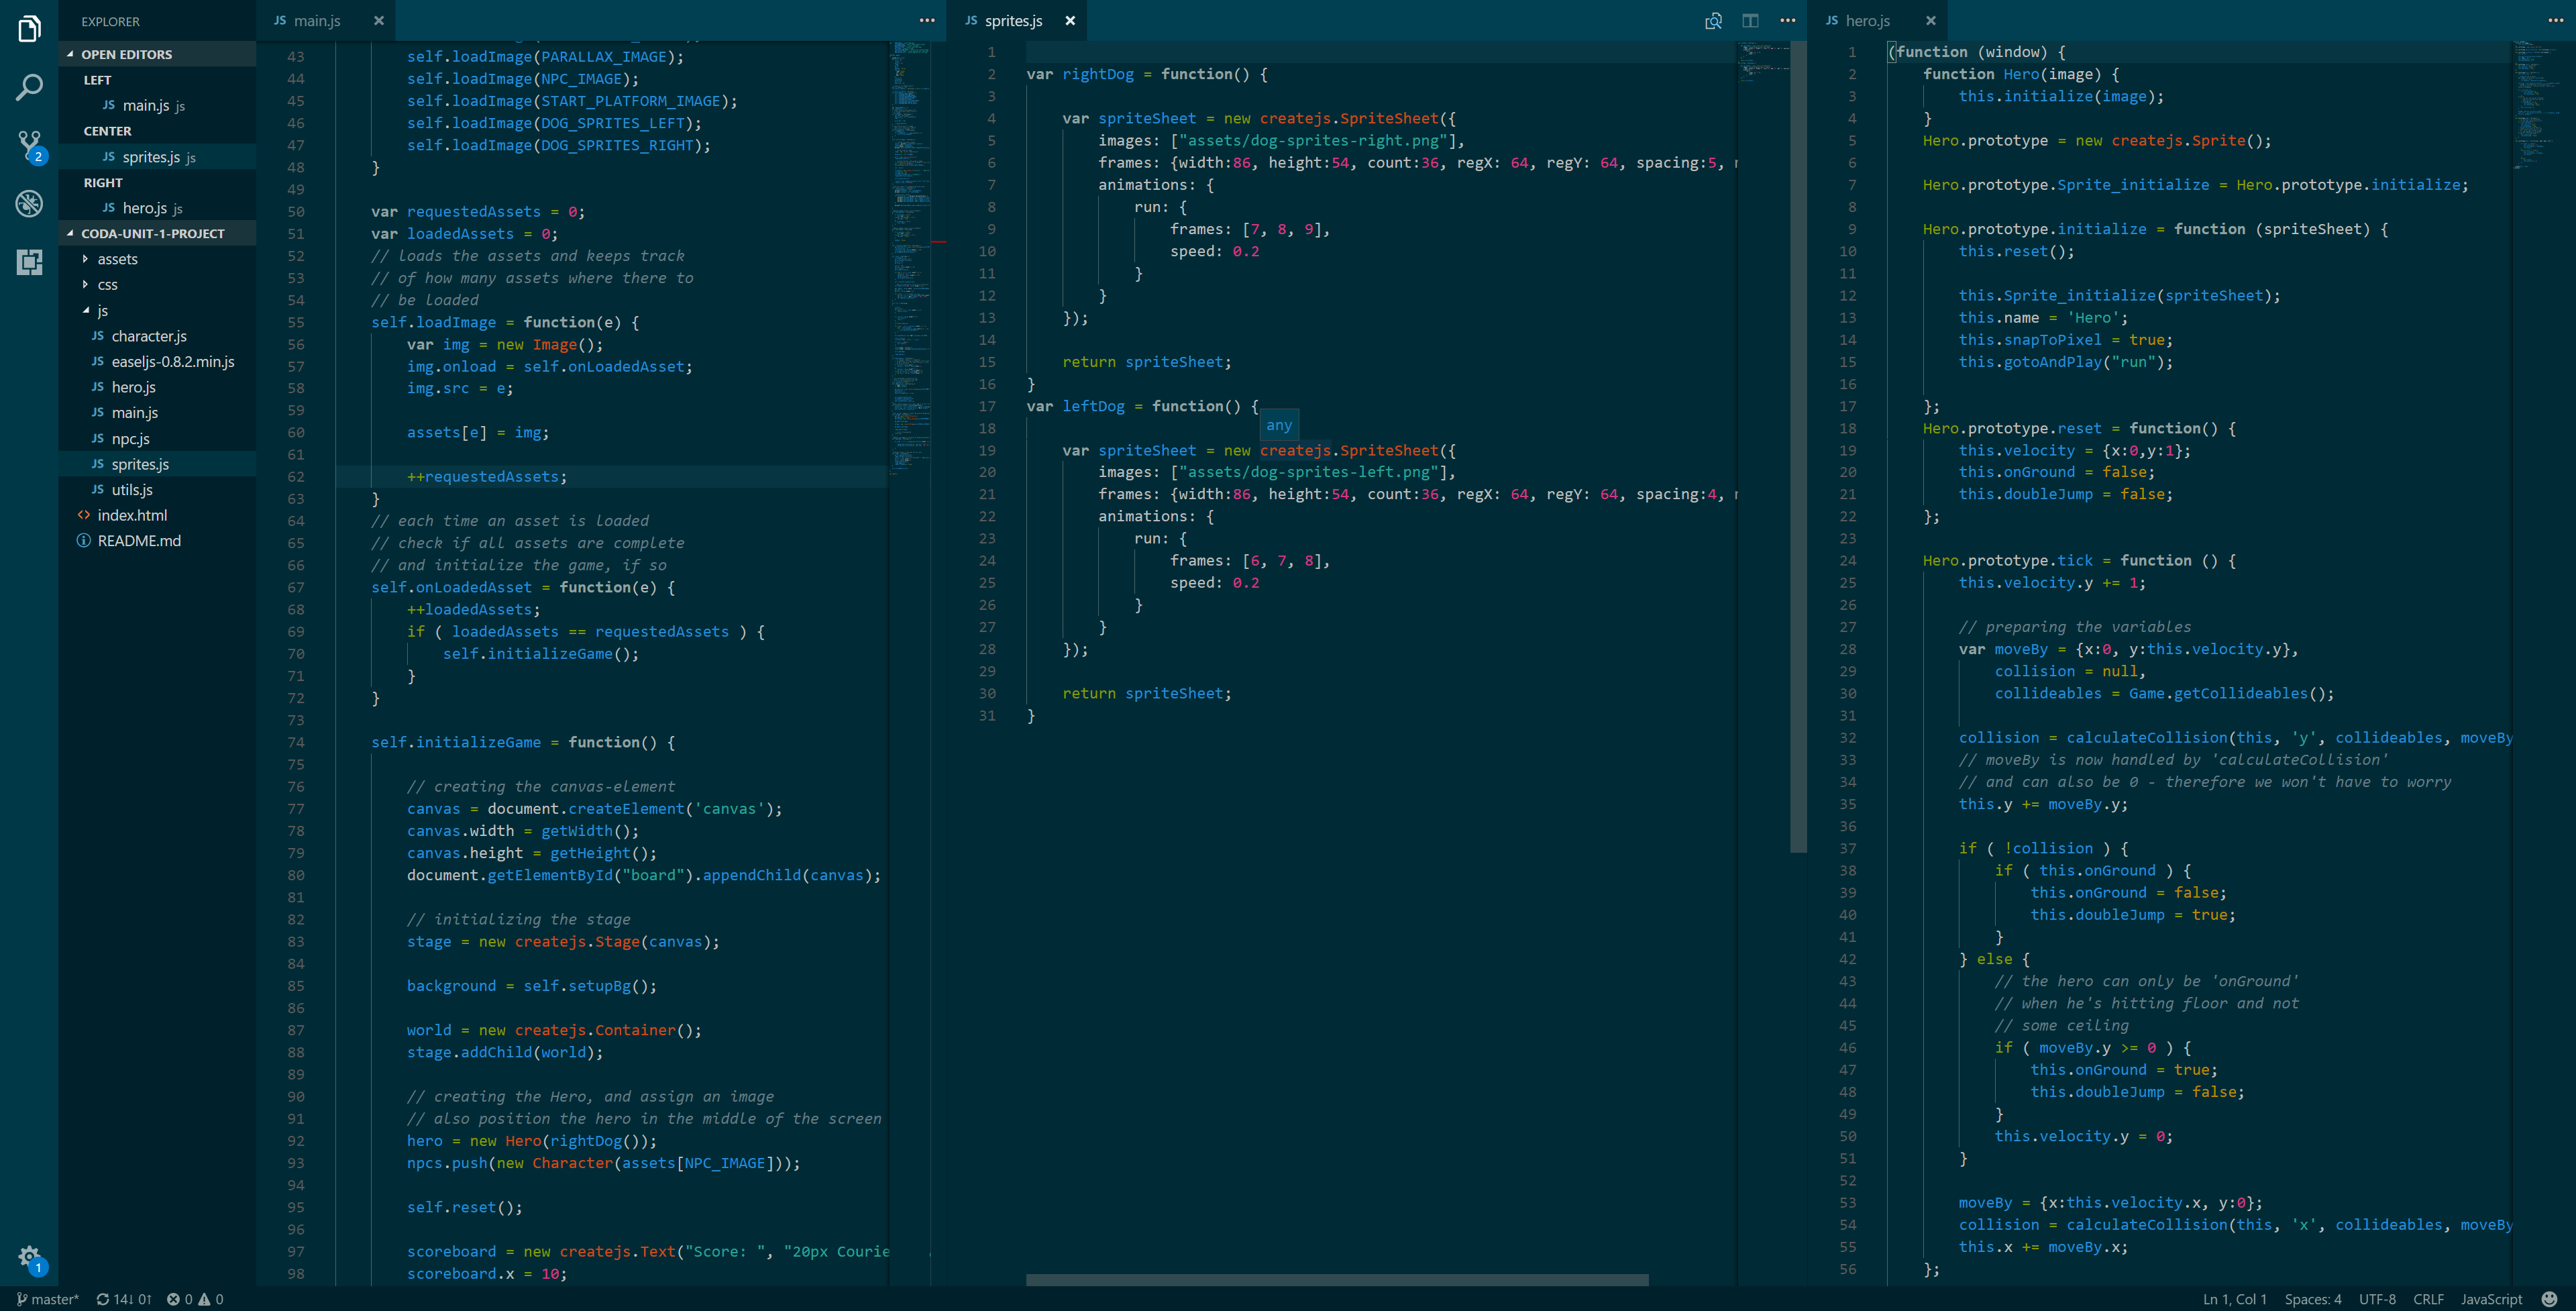 EXPLORER
OPEN EDITORS
LEFT
JS main.js js
CENTER
JS sprites.js js
RIGHT
JS hero.js js
CODA-UNIT-1-PROJECT
assets
css
js
JS character.js
JS easeljs-0.8.2.min.js
JS hero.js
JS main.js
JS npc.js
JS sprites.js
JS utils.js
<> index.html
README.md
2
1
JS main.js ×
43 self.loadImage(PARALLAX_IMAGE);
44 self.loadImage(NPC_IMAGE);
45 self.loadImage(START_PLATFORM_IMAGE);
46 self.loadImage(DOG_SPRITES_LEFT);
47 self.loadImage(DOG_SPRITES_RIGHT);
48 }
49
50 var requestedAssets = 0;
51 var loadedAssets = 0;
52 // loads the assets and keeps track
53 // of how many assets where there to
54 // be loaded
55 self.loadImage = function(e) {
56 var img = new Image();
57 img.onload = self.onLoadedAsset;
58 img.src = e;
59
60 assets[e] = img;
61
62 ++requestedAssets;
63 }
64 // each time an asset is loaded
65 // check if all assets are complete
66 // and initialize the game, if so
67 self.onLoadedAsset = function(e) {
68 ++loadedAssets;
69 if ( loadedAssets == requestedAssets ) {
70 self.initializeGame();
71 }
72 }
73
74 self.initializeGame = function() {
75
76 // creating the canvas-element
77 canvas = document.createElement('canvas');
78 canvas.width = getWidth();
79 canvas.height = getHeight();
80 document.getElementById("board").appendChild(canvas);
81
82 // initializing the stage
83 stage = new createjs.Stage(canvas);
84
85 background = self.setupBg();
86
87 world = new createjs.Container();
88 stage.addChild(world);
89
90 // creating the Hero, and assign an image
91 // also position the hero in the middle of the screen
92 hero = new Hero(rightDog());
93 npcs.push(new Character(assets[NPC_IMAGE]));
94
95 self.reset();
96
97 scoreboard = new createjs.Text("Score: ", "20px Courie
98 scoreboard.x = 10;
JS sprites.js ×
1
2 var rightDog = function() {
3
4 var spriteSheet = new createjs.SpriteSheet({
5 images: ["assets/dog-sprites-right.png"],
6 frames: {width:86, height:54, count:36, regX: 64, regY: 64, spacing:5,
7 animations: {
8 run: {
9 frames: [7, 8, 9],
10 speed: 0.2
11 }
12 }
13 });
14
15 return spriteSheet;
16 }
17 var leftDog = function() {
18
any
19 var spriteSheet = new createjs.SpriteSheet({
20 images: ["assets/dog-sprites-left.png"],
21 frames: {width:86, height:54, count:36, regX: 64, regY: 64, spacing:4,
22 animations: {
23 run: {
24 frames: [6, 7, 8],
25 speed: 0.2
26 }
27 }
28 });
29
30 return spriteSheet;
31 }
JS hero.js ×
1 (function (window) {
2 function Hero(image) {
3 this.initialize(image);
4 }
5 Hero.prototype = new createjs.Sprite();
6
7 Hero.prototype.Sprite_initialize = Hero.prototype.initialize;
8
9 Hero.prototype.initialize = function (spriteSheet) {
10 this.reset();
11
12 this.Sprite_initialize(spriteSheet);
13 this.name = 'Hero';
14 this.snapToPixel = true;
15 this.gotoAndPlay("run");
16
17 };
18 Hero.prototype.reset = function() {
19 this.velocity = {x:0,y:1};
20 this.onGround = false;
21 this.doubleJump = false;
22 };
23
24 Hero.prototype.tick = function () {
25 this.velocity.y += 1;
26
27 // preparing the variables
28 var moveBy = {x:0, y:this.velocity.y},
29 collision = null,
30 collideables = Game.getCollideables();
31
32 collision = calculateCollision(this, 'y', collideables, moveBy
33 // moveBy is now handled by 'calculateCollision'
34 // and can also be 0 - therefore we won't have to worry
35 this.y += moveBy.y;
36
37 if ( !collision ) {
38 if ( this.onGround ) {
39 this.onGround = false;
40 this.doubleJump = true;
41 }
42 } else {
43 // the hero can only be 'onGround'
44 // when he's hitting floor and not
45 // some ceiling
46 if ( moveBy.y >= 0 ) {
47 this.onGround = true;
48 this.doubleJump = false;
49 }
50 this.velocity.y = 0;
51 }
52
53 moveBy = {x:this.velocity.x, y:0};
54 collision = calculateCollision(this, 'x', collideables, moveBy
55 this.x += moveBy.x;
56 };
master* 14↓ 0↑ 0 0
Ln 1, Col 1 Spaces: 4 UTF-8 CRLF JavaScript